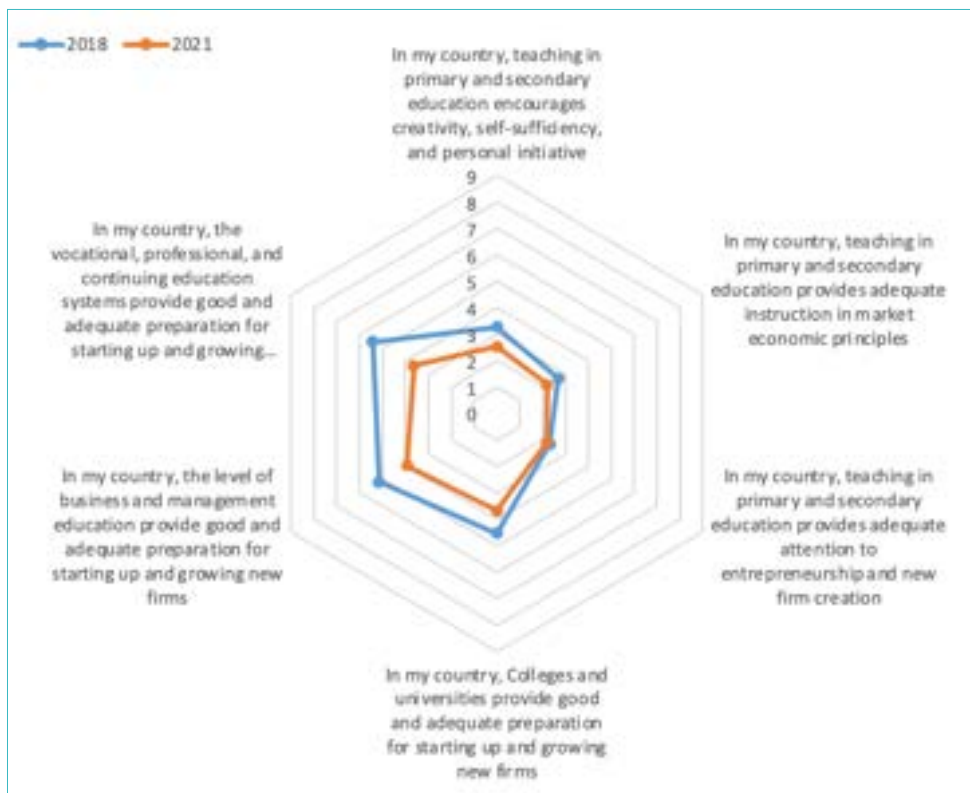 2018 2021
In my country, teaching in
primary and secondary
education encourages
creativity, self-sufficiency,
and personal initiative
9
8
7
6
5
4
3
2
1
0
In my country, teaching in
primary and secondary
education provides adequate
instruction in market
economic principles
In my country, teaching in
primary and secondary
education provides adequate
attention to
entrepreneurship and new
firm creation
In my country, Colleges and
universities provide good
and adequate preparation
for starting up and growing
new firms
In my country, the level of
business and management
education provide good and
adequate preparation for
starting up and growing new
firms
In my country, the
vocational, professional, and
continuing education
systems provide good and
adequate preparation for
starting up and growing...